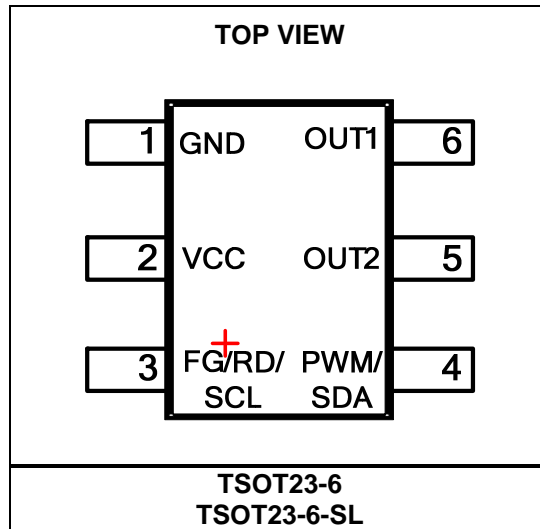 TOP VIEW
1 GND OUT1 6
2 VCC OUT2 5
3 FG/RD/ PWM/ 4
SCL SDA
TSOT23-6
TSOT23-6-SL